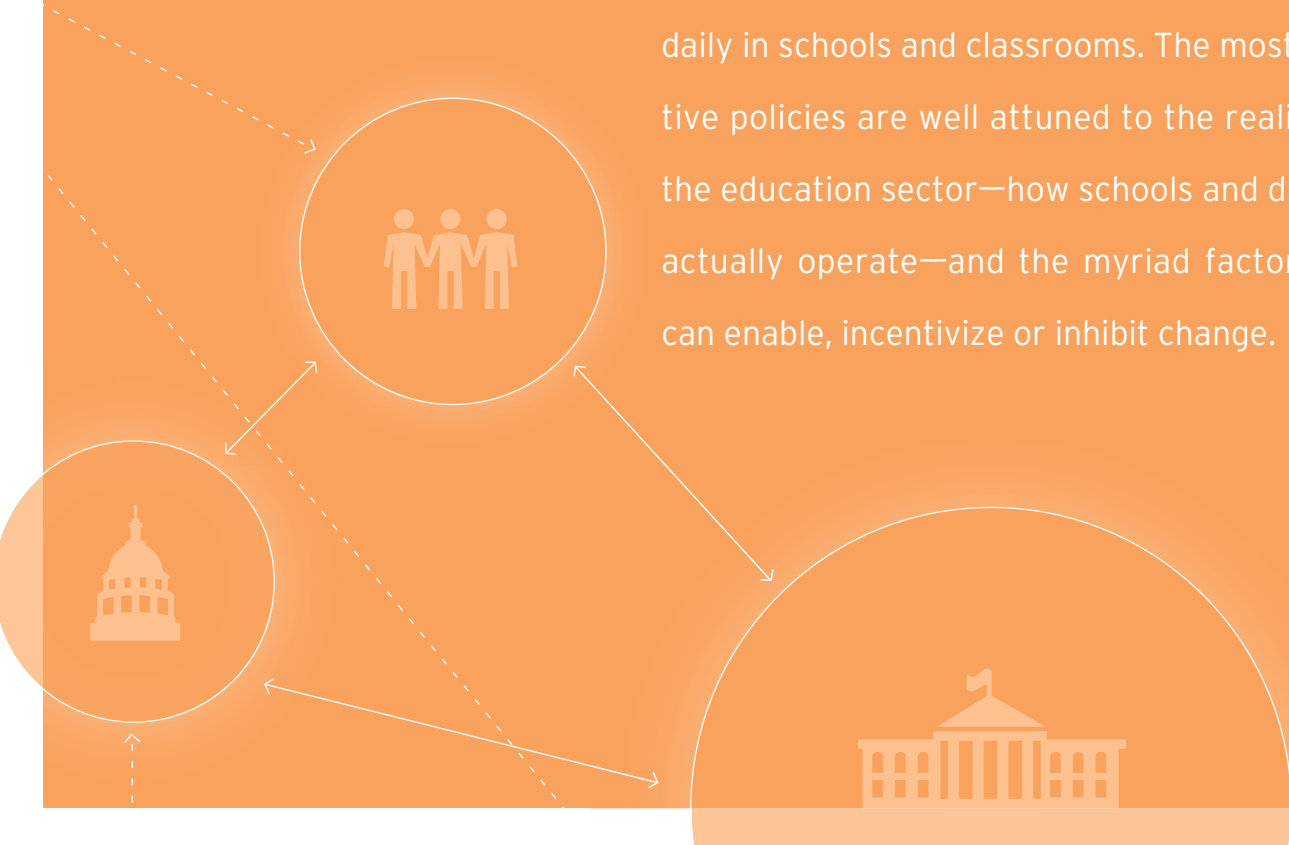 daily in schools and classrooms. The most
tive policies are well attuned to the reali
the education sector—how schools and d
actually operate—and the myriad factor
can enable, incentivize or inhibit change.